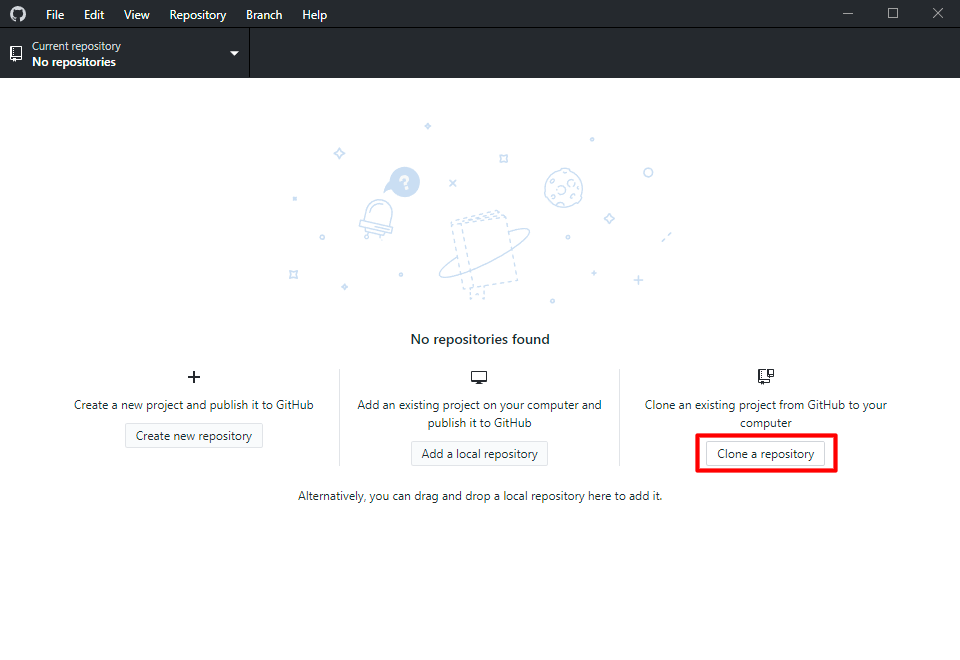 File Edit View Repository Branch Help
Current repository
No repositories
?
No repositories found
Create a new project and publish it to GitHub
Create new repository
Add an existing project on your computer and
publish it to GitHub
Add a local repository
Clone an existing project from GitHub to your
computer
Clone a repository
Alternatively, you can drag and drop a local repository here to add it.